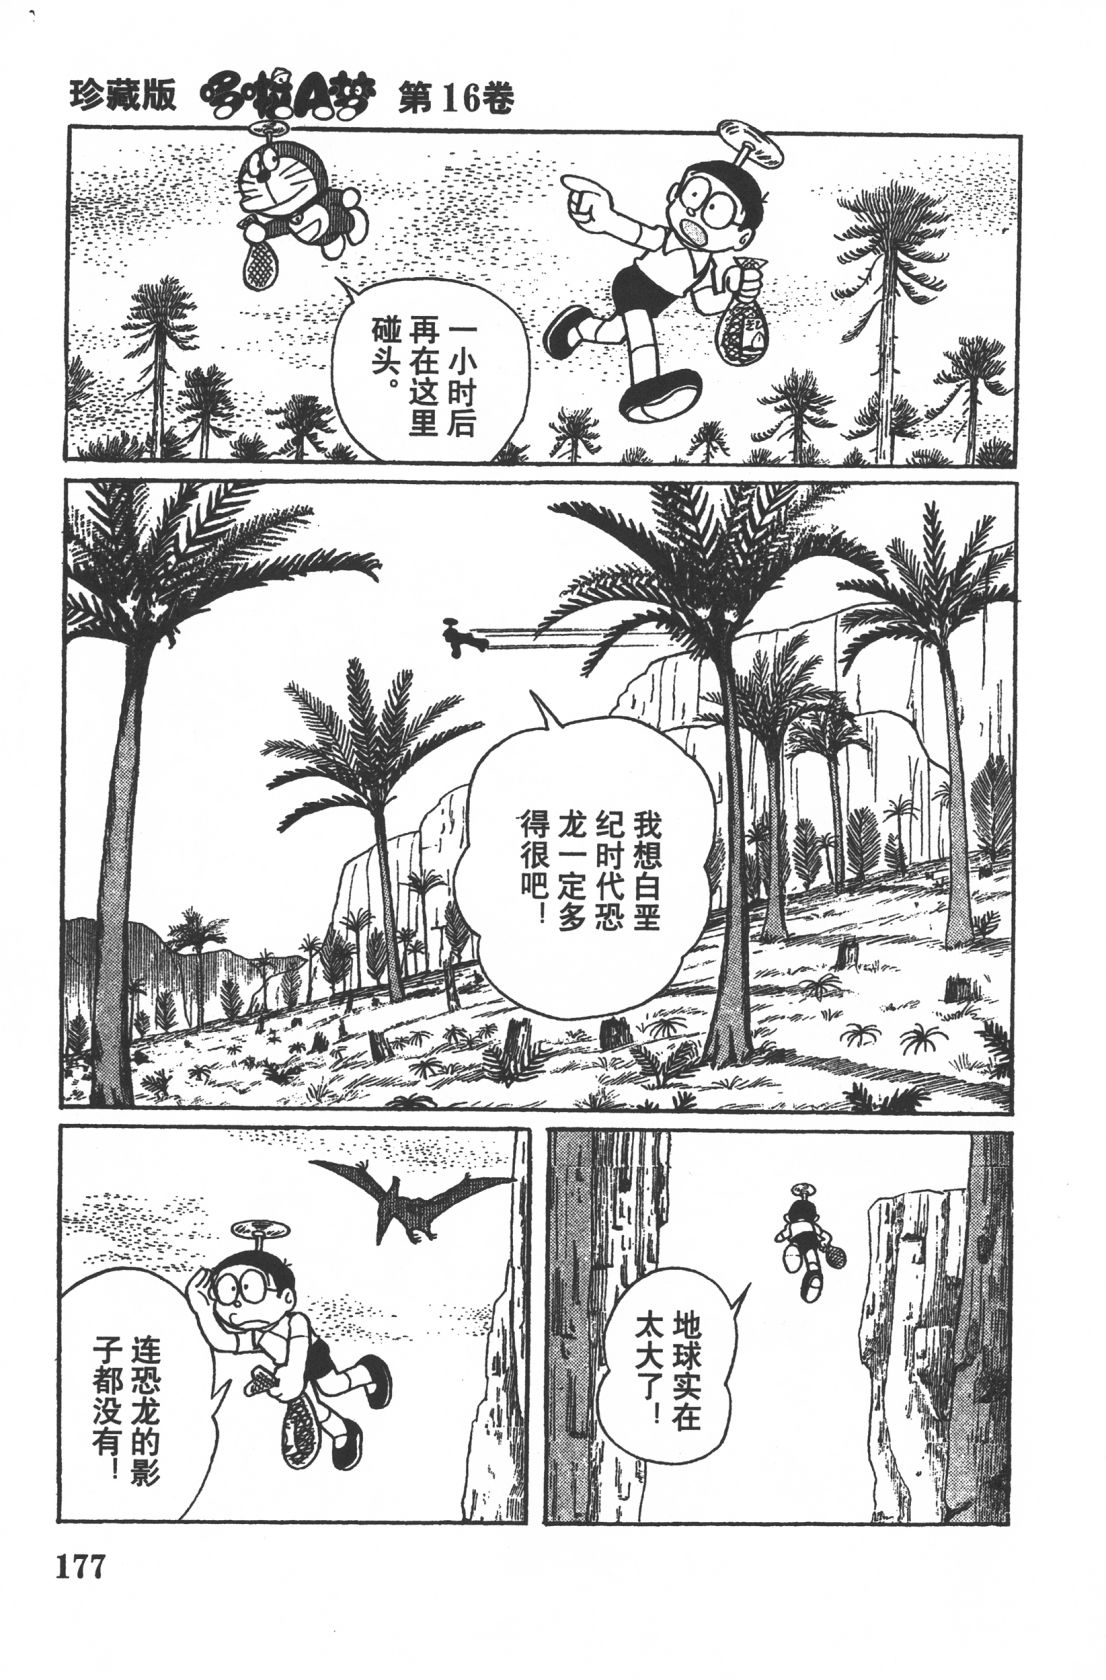 珍藏版 哆啦A梦 第16卷
一小时后
再在这里
碰头。
我想白垩
纪时代恐
龙一定多
得很吧！
地球实在
太大了！
连恐龙的影
子都没有！
177